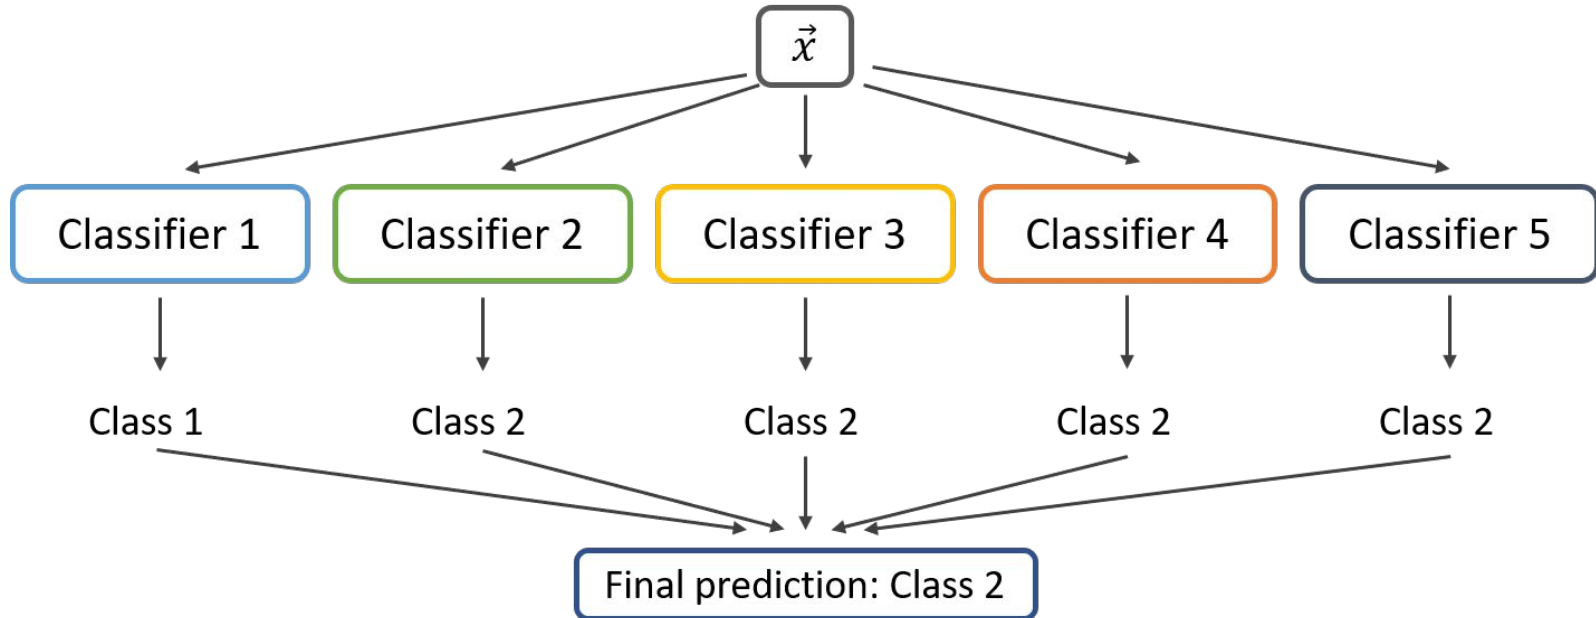 x⃗
Classifier 1
Classifier 2
Classifier 3
Classifier 4
Classifier 5
Class 1
Class 2
Class 2
Class 2
Class 2
Final prediction: Class 2